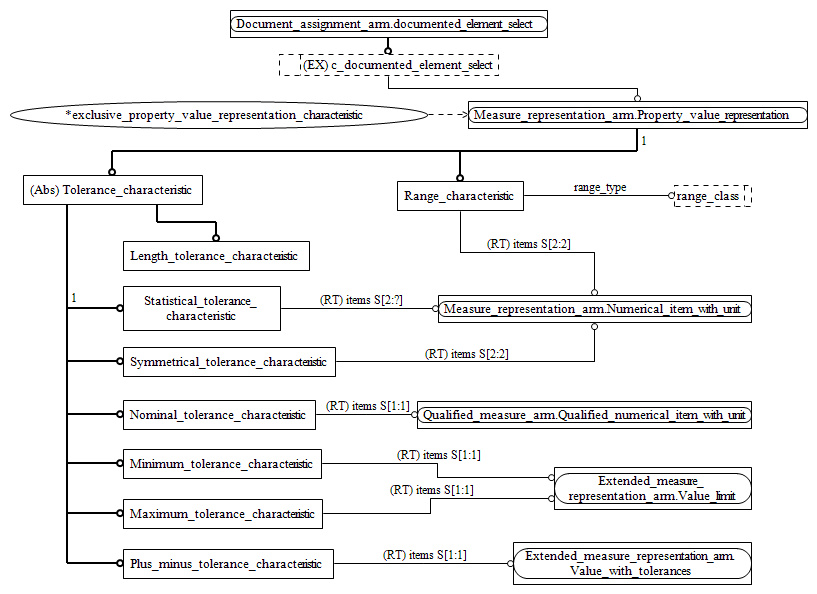 Document_assignment_arm.documented_element_select
(EX) c_documented_element_select
*exclusive_property_value_representation_characteristic
Measure_representation_arm.Property_value_representation
1
(Abs) Tolerance_characteristic
Range_characteristic
range_type
range_class
Length_tolerance_characteristic
(RT) items S[2:2]
1
Statistical_tolerance_
characteristic
(RT) items S[2:?]
Measure_representation_arm.Numerical_item_with_unit
Symmetrical_tolerance_characteristic
(RT) items S[2:2]
Nominal_tolerance_characteristic
(RT) items S[1:1]
Qualified_measure_arm.Qualified_numerical_item_with_unit
Minimum_tolerance_characteristic
(RT) items S[1:1]
Extended_measure_
representation_arm.Value_limit
Maximum_tolerance_characteristic
(RT) items S[1:1]
Plus_minus_tolerance_characteristic
(RT) items S[1:1]
Extended_measure_representation_arm.
Value_with_tolerances